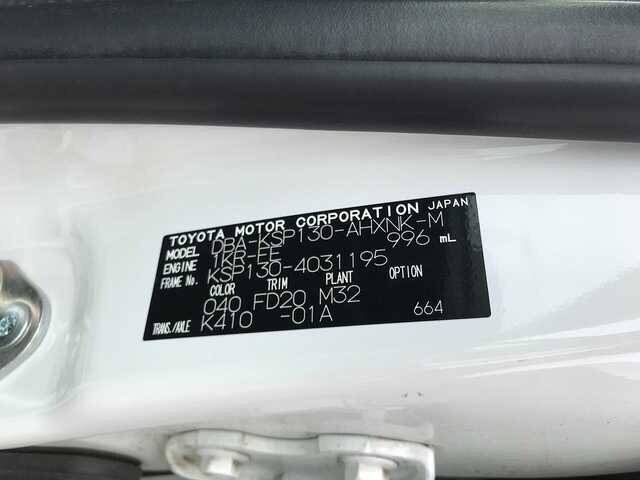 TOYOTA MOTOR CORPORATION JAPAN
MODEL DBA-KSP130-AHXNK-M
ENGINE 1KR-FE 996 mL
FRAME No. KSP130-4031195
COLOR TRIM PLANT OPTION
040 FD20 M32
TRANS./AXLE K410 -01A 664